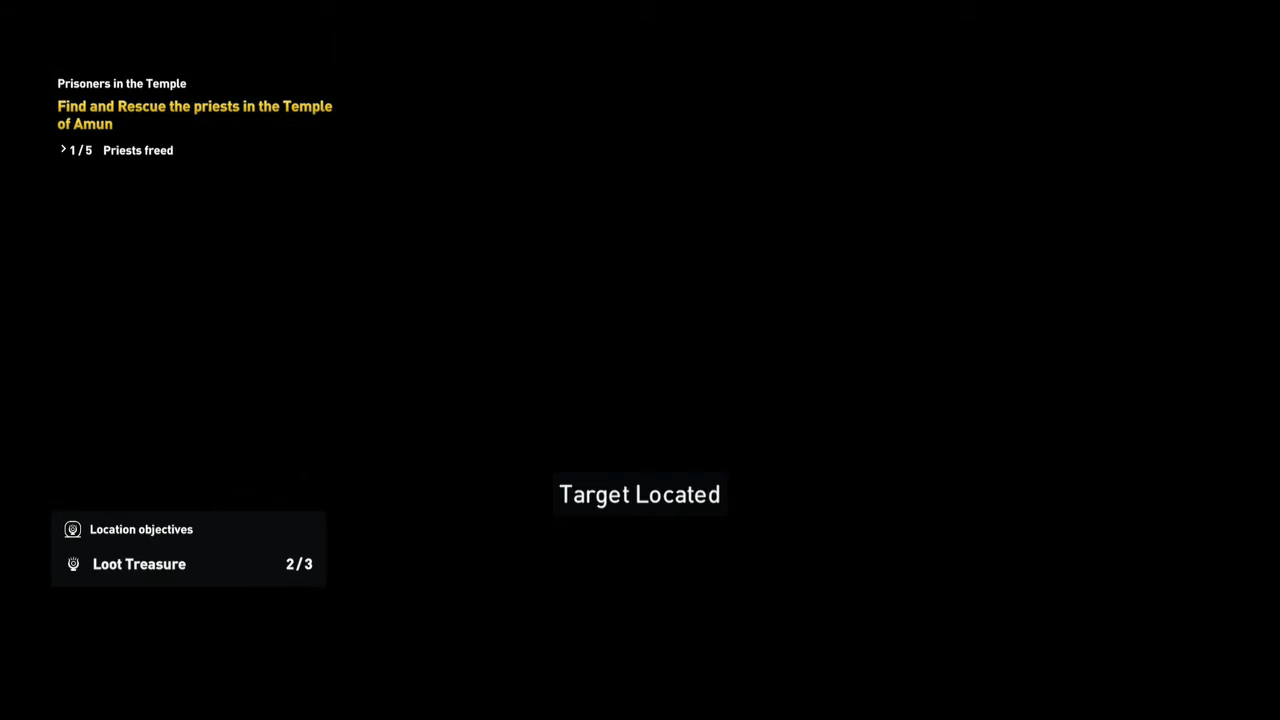 Prisoners in the Temple
Find and Rescue the priests in the Temple
of Amun
1/5 Priests freed
Target Located
Location objectives
Loot Treasure 2/3